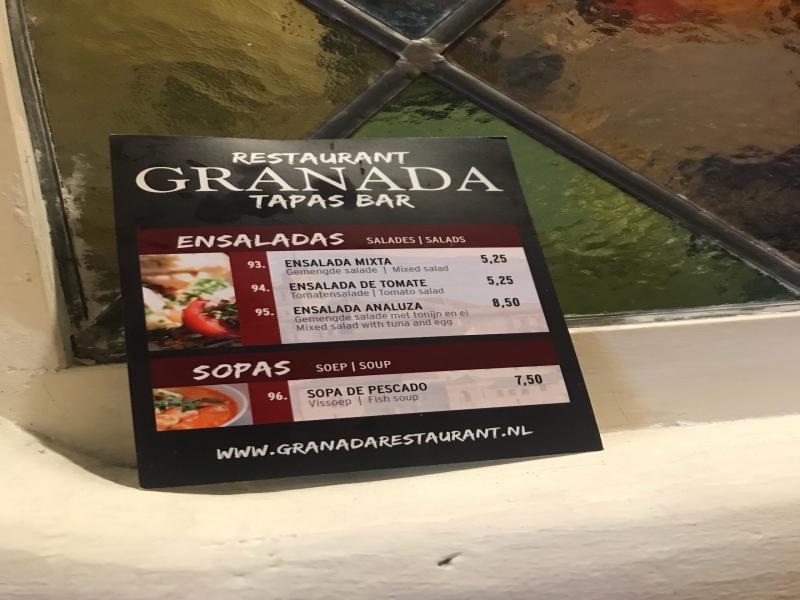 RESTAURANT
GRANADA
TAPAS BAR
ENSALADAS SALADES | SALADS
93. ENSALADA MIXTA 5,25
Gemengde salade | Mixed salad
94. ENSALADA DE TOMATE 5,25
Tomatensalade | Tomato salad
95. ENSALADA ANALUZA 8,50
Gemengde salade met tonijn en ei
Mixed salad with tuna and egg
SOPAS SOEP | SOUP
96. SOPA DE PESCADO 7,50
Vissoep | Fish soup
WWW.GRANADARESTAURANT.NL